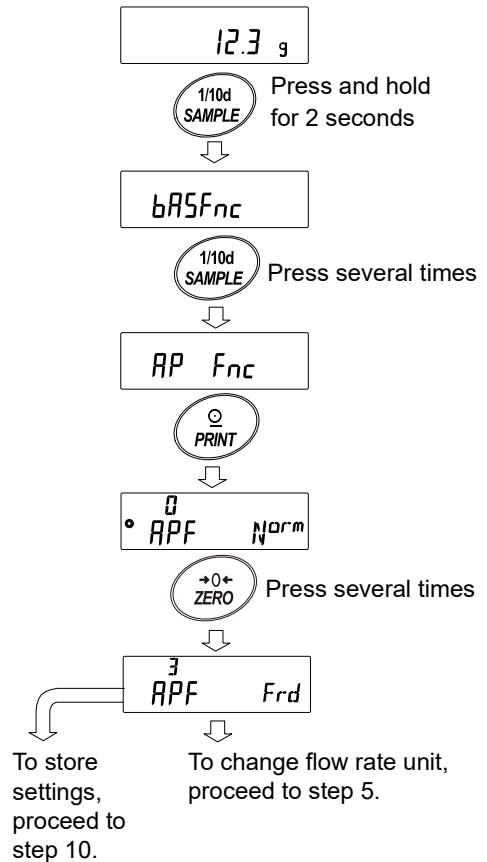 12.3 g
1/10d
SAMPLE
Press and hold
for 2 seconds
bASFnc
1/10d
SAMPLE
Press several times
AP Fnc
PRINT
0
APF Norm
→0←
ZERO
Press several times
3
APF Frd
To store
settings,
proceed to
step 10.
To change flow rate unit,
proceed to step 5.